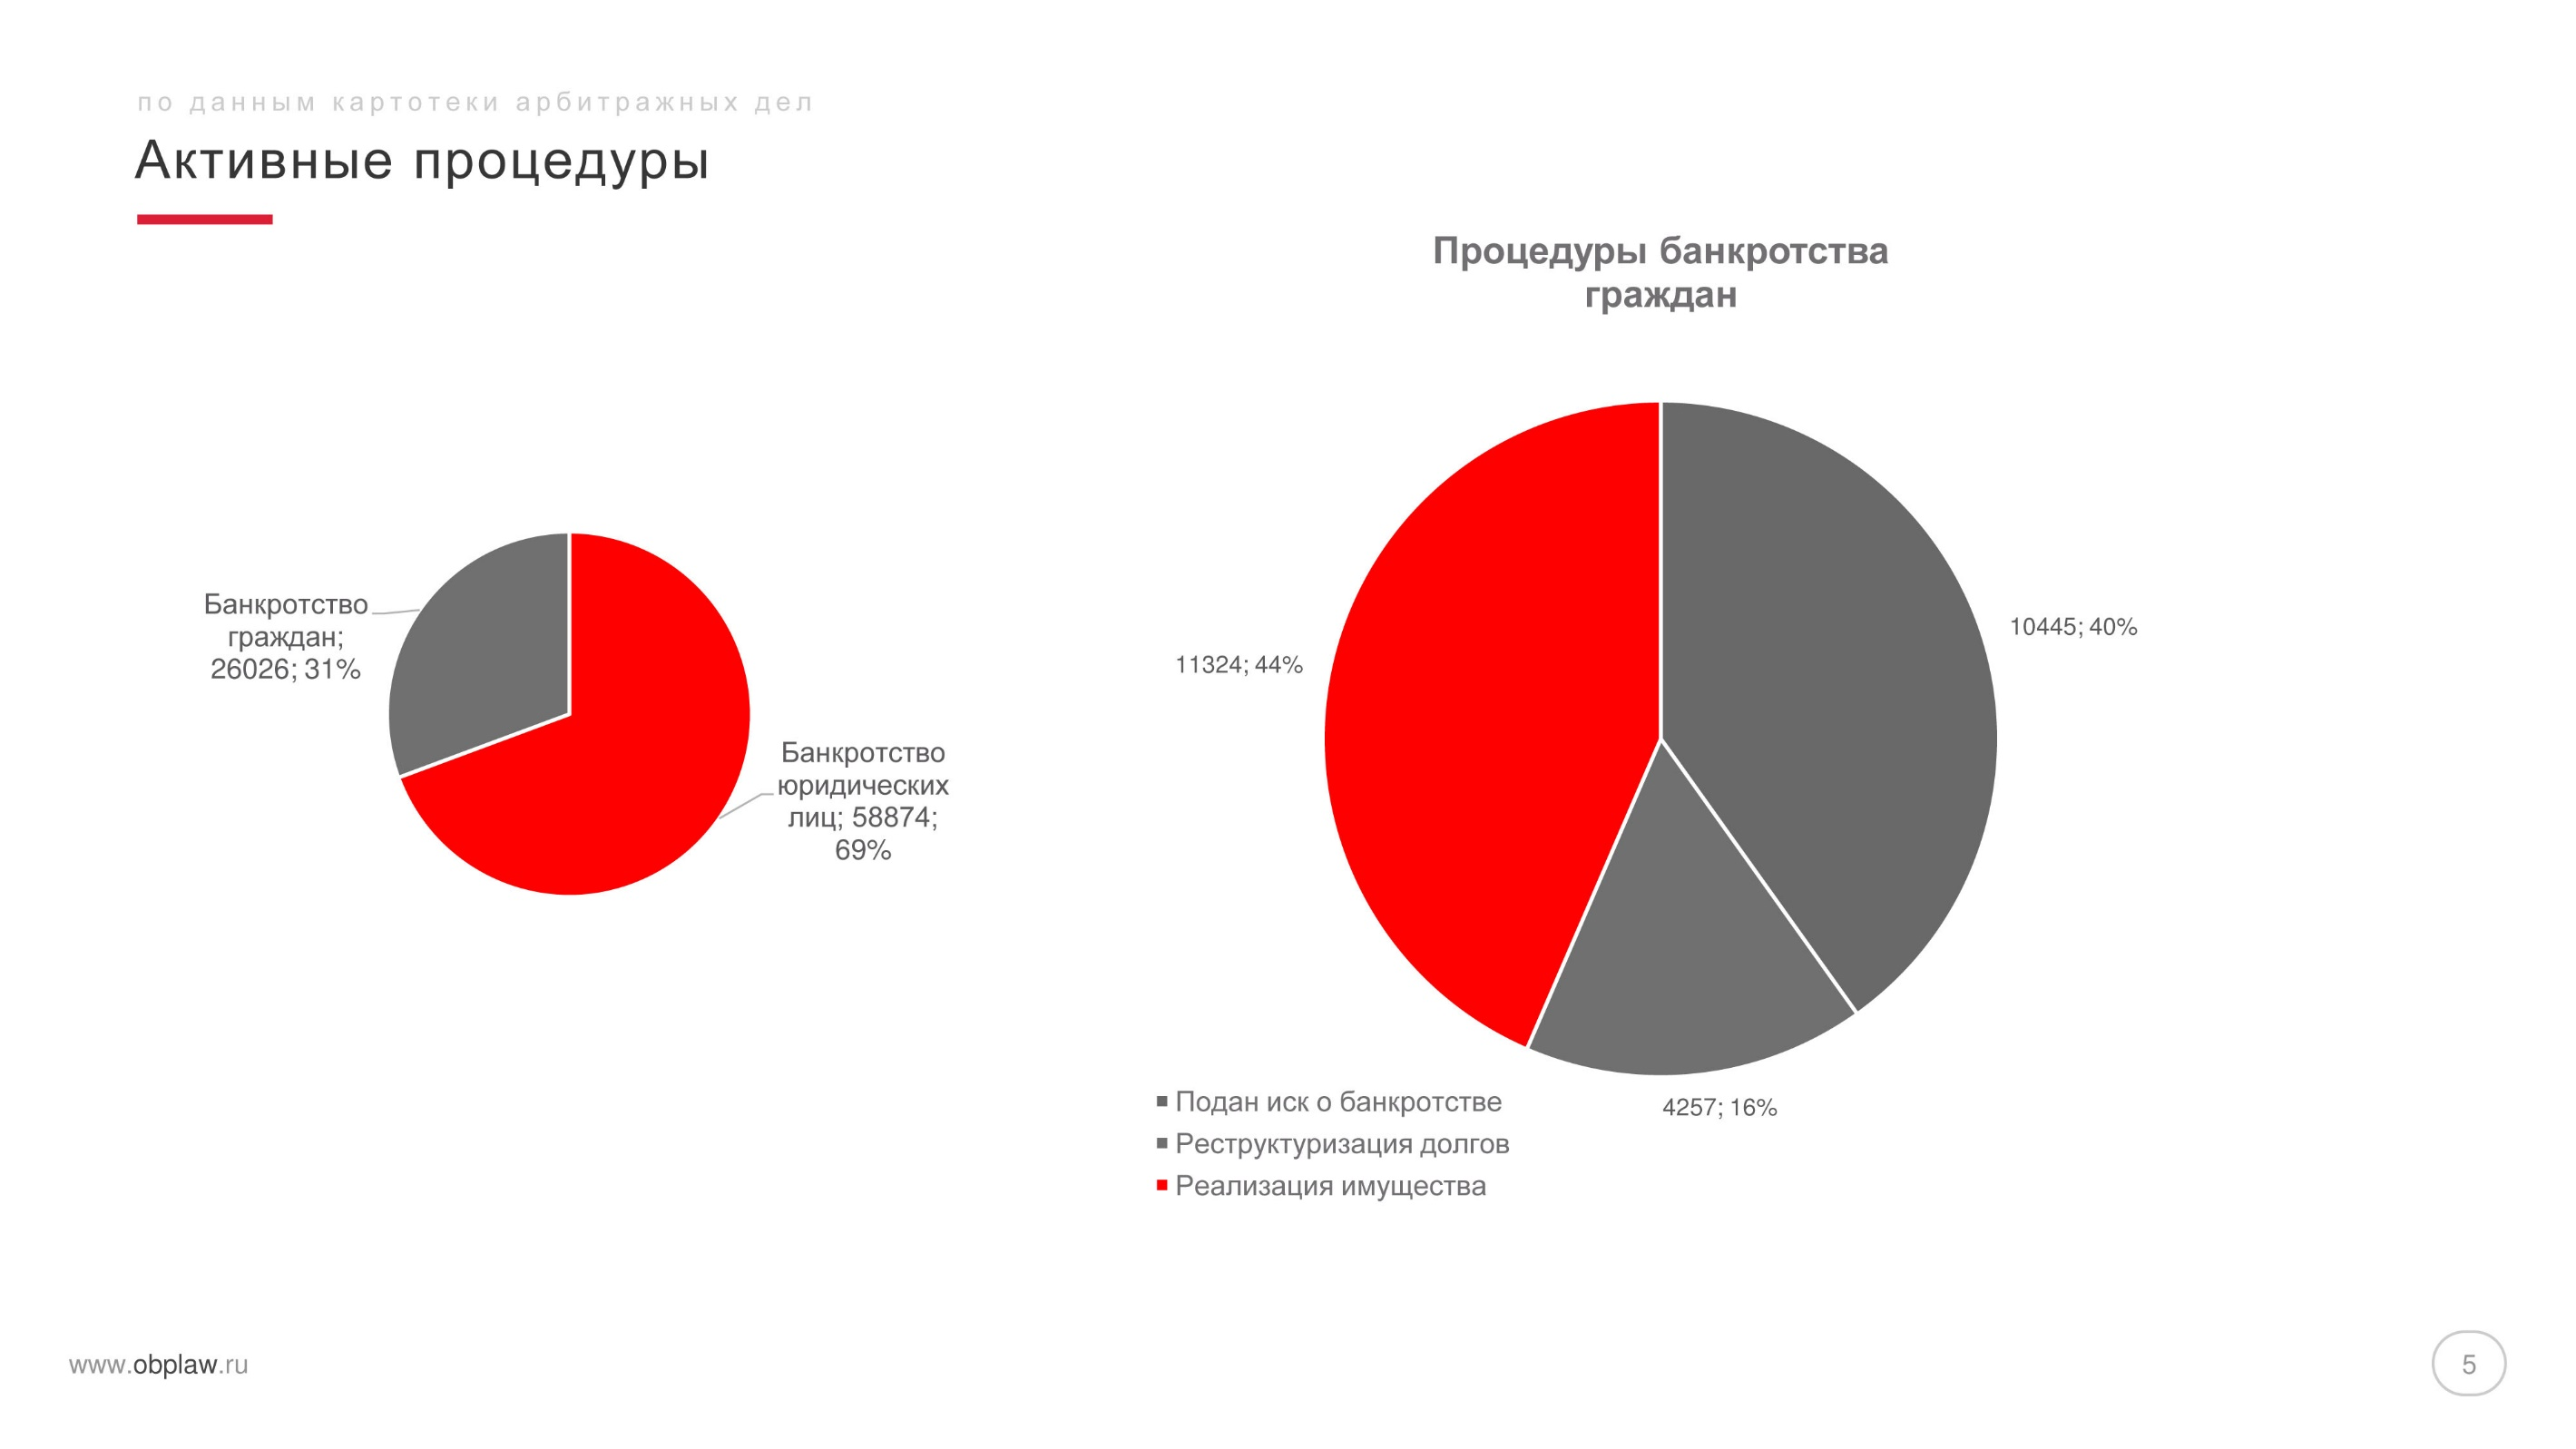 по данным картотеки арбитражных дел
Активные процедуры
Банкротство
граждан;
26026; 31%
Банкротство
юридических
лиц; 58874;
69%
Процедуры банкротства
граждан
10445; 40%
11324; 44%
4257; 16%
Подан иск о банкротстве
Реструктуризация долгов
Реализация имущества
www.obplaw.ru
5